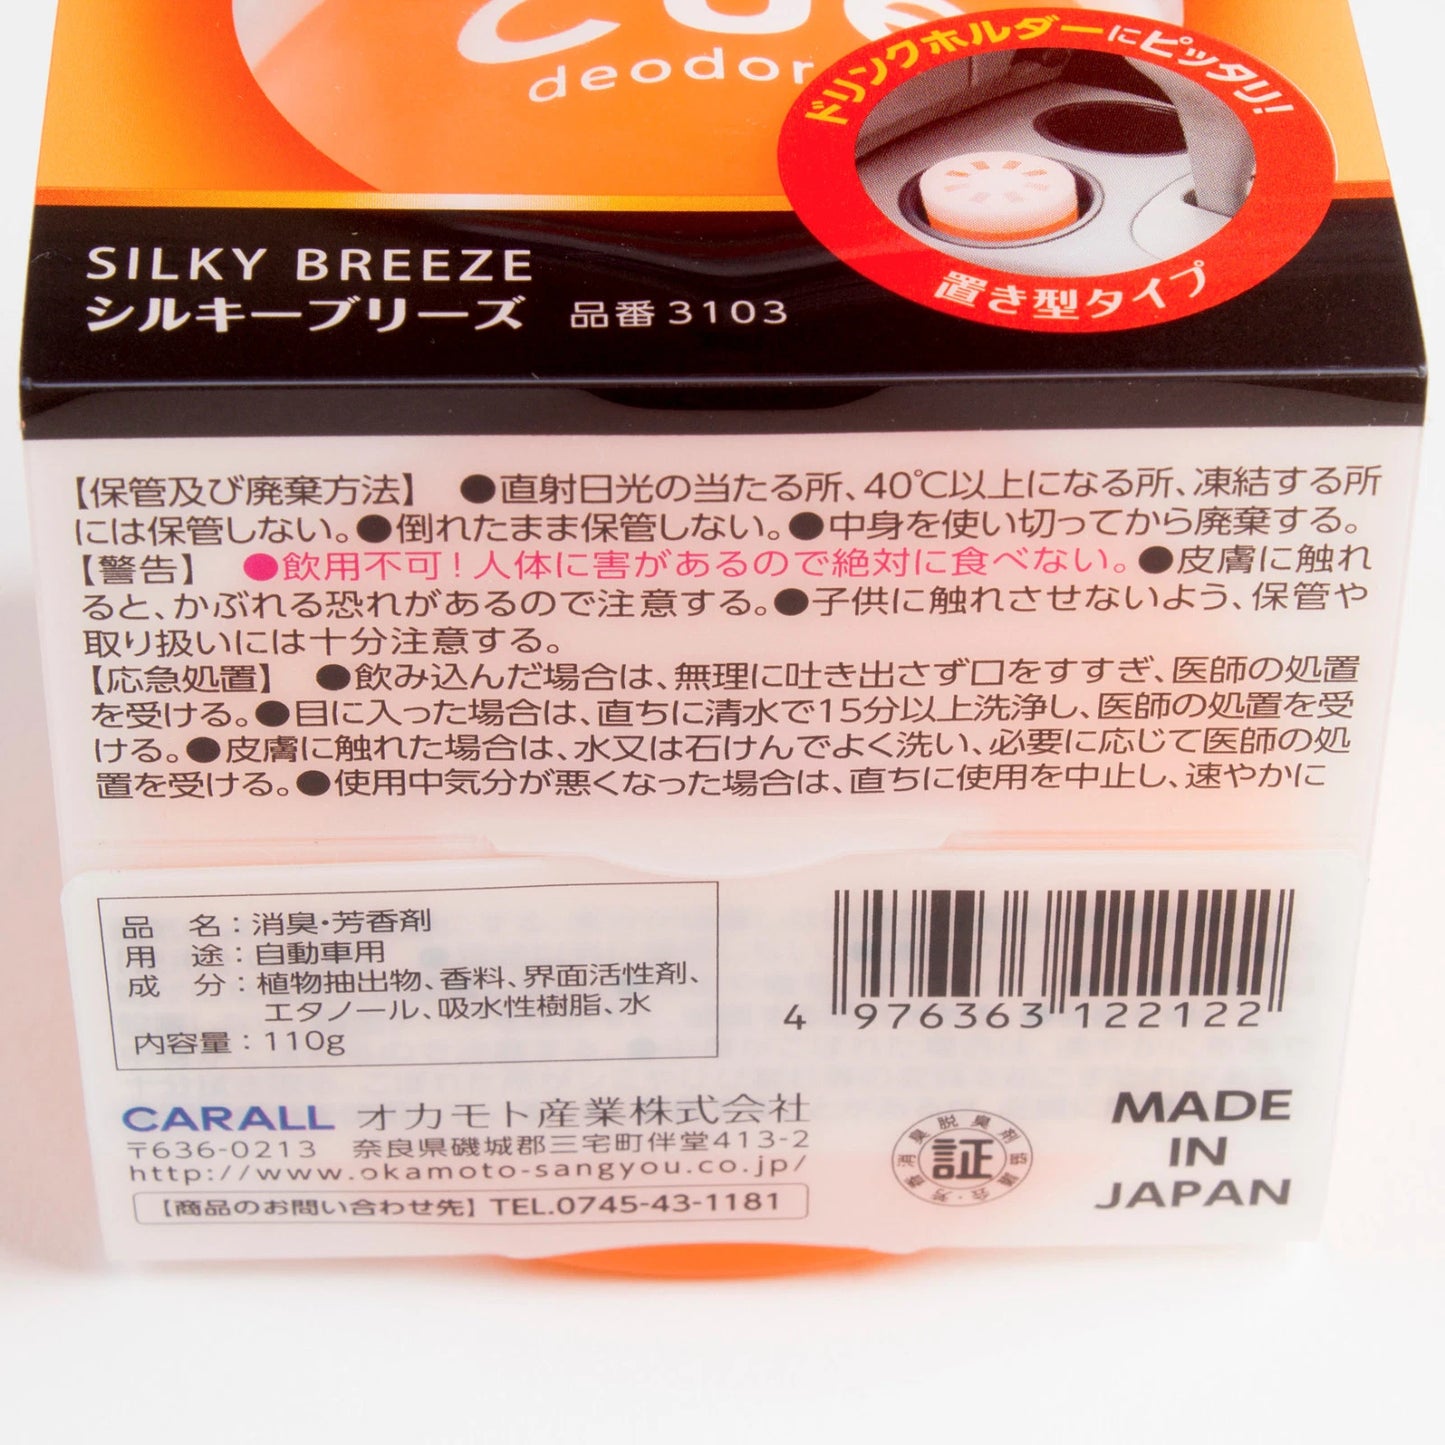 deodor
ドリンクホルダーにピッタリ!
置き型タイプ
SILKY BREEZE
シルキーブリーズ 品番3103
【保管及び廃棄方法】 ●直射日光の当たる所、40℃以上になる所、凍結する所
には保管しない。●倒れたまま保管しない。●中身を使い切ってから廃棄する。
【警告】 ●飲用不可!人体に害があるので絶対に食べない。●皮膚に触れ
ると、かぶれる恐れがあるので注意する。●子供に触れさせないよう、保管や
取り扱いには十分注意する。
【応急処置】 ●飲み込んだ場合は、無理に吐き出さず口をすすぎ、医師の処置
を受ける。●目に入った場合は、直ちに清水で15分以上洗浄し、医師の処置を受
ける。●皮膚に触れた場合は、水又は石けんでよく洗い、必要に応じて医師の処
置を受ける。●使用中気分が悪くなった場合は、直ちに使用を中止し、速やかに
品 名:消臭・芳香剤
用 途:自動車用
成 分:植物抽出物、香料、界面活性剤、
エタノール、吸水性樹脂、水
内容量:110g
4 976363 122122
CARALL オカモト産業株式会社
〒636-0213 奈良県磯城郡三宅町伴堂413-2
http://www.okamoto-sangyou.co.jp/
【商品のお問い合わせ先】TEL.0745-43-1181
芳香消臭脱臭剤協議会
証
MADE
IN
JAPAN